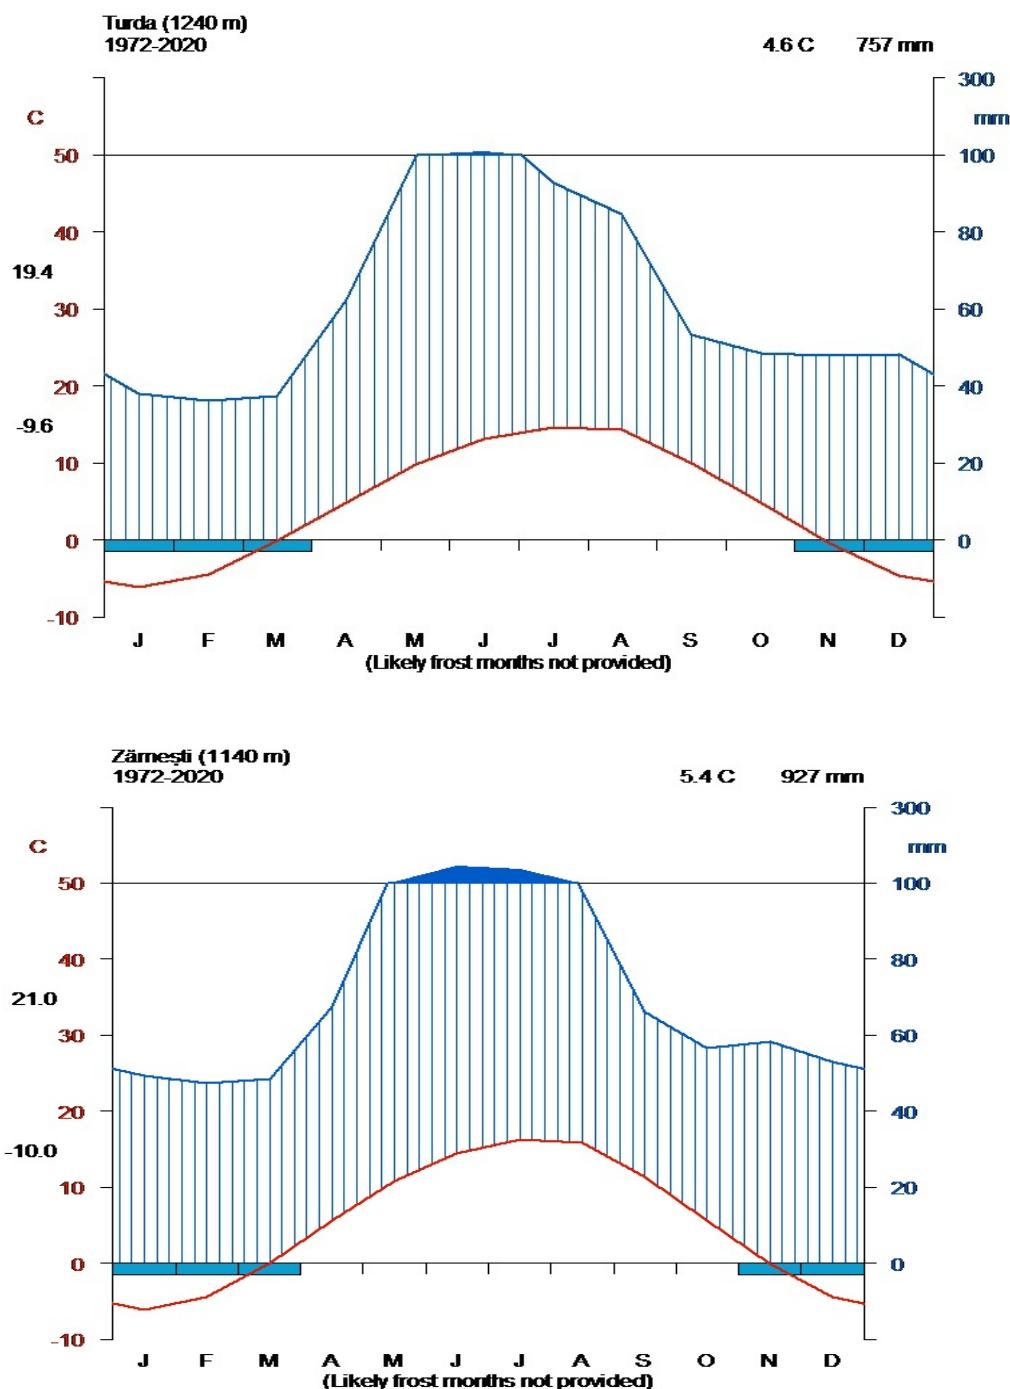 Turda (1240 m)
1972-2020 4.6 C 757 mm
300
C mm
50 100
40 80
19.4
30 60
20 40
-9.6
10 20
0 0
-10
J F M A M J J A S O N D
(Likely frost months not provided)
Zărnești (1140 m)
1972-2020 5.4 C 927 mm
300
C mm
50 100
40 80
21.0
30 60
20 40
-10.0
10 20
0 0
-10
J F M A M J J A S O N D
(Likely frost months not provided)